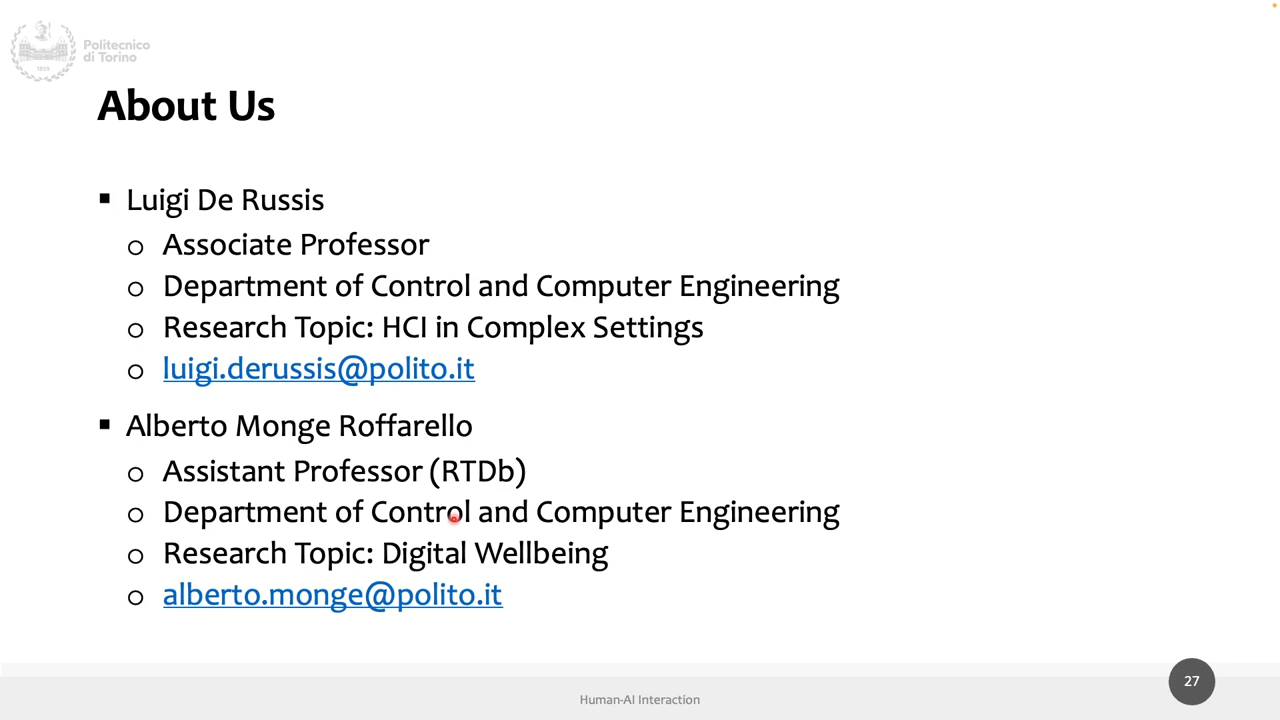 Politecnico
di Torino
1859
About Us
▪ Luigi De Russis
o Associate Professor
o Department of Control and Computer Engineering
o Research Topic: HCI in Complex Settings
o luigi.derussis@polito.it
▪ Alberto Monge Roffarello
o Assistant Professor (RTDb)
o Department of Control and Computer Engineering
o Research Topic: Digital Wellbeing
o alberto.monge@polito.it
Human-AI Interaction
27